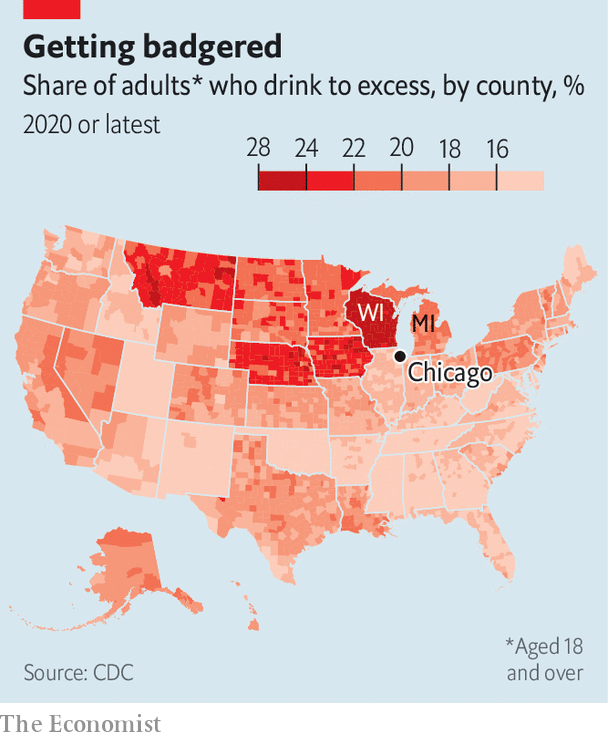 Getting badgered
Share of adults* who drink to excess, by county, %
2020 or latest
28 24 22 20 18 16
WI
MI
Chicago
*Aged 18
and over
Source: CDC
The Economist